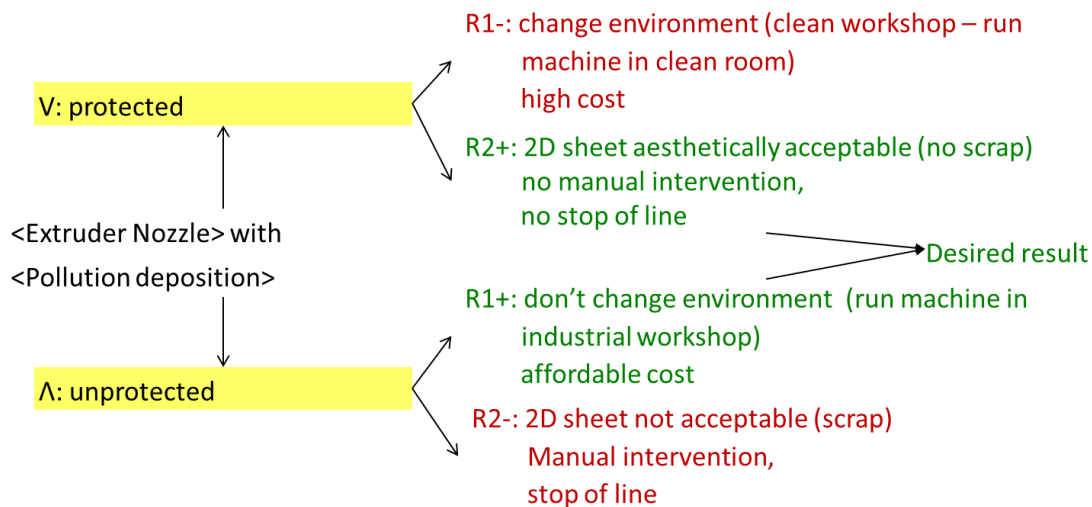 R1-: change environment (clean workshop – run
machine in clean room)
high cost
V: protected
R2+: 2D sheet aesthetically acceptable (no scrap)
no manual intervention,
no stop of line
<Extruder Nozzle> with
<Pollution deposition>
Desired result
R1+: don’t change environment (run machine in
industrial workshop)
affordable cost
Λ: unprotected
R2-: 2D sheet not acceptable (scrap)
Manual intervention,
stop of line